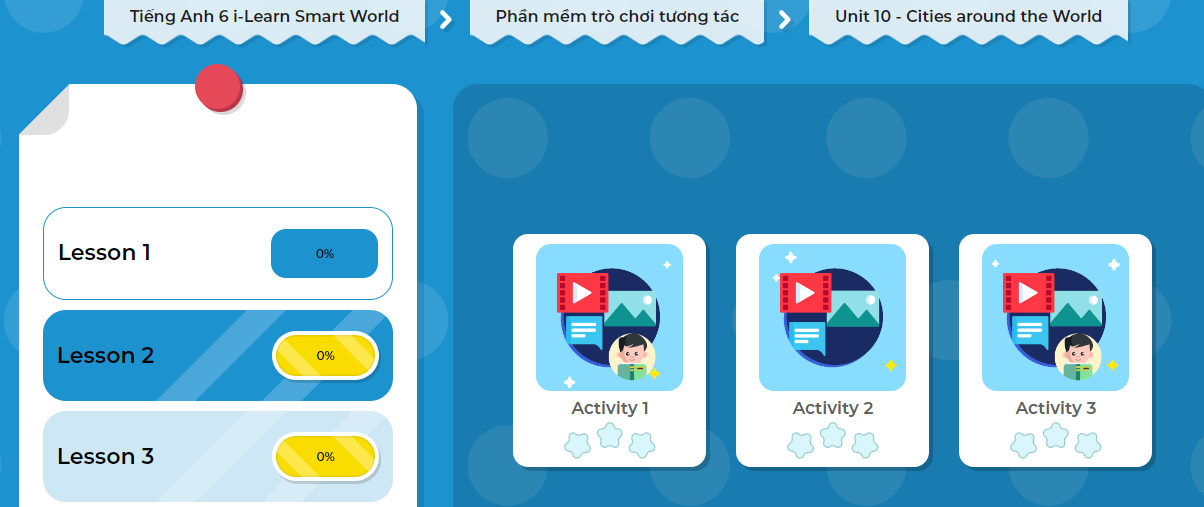 Tiếng Anh 6 i-Learn Smart World
Phần mềm trò chơi tương tác
Unit 10 - Cities around the World
Lesson 1
0%
Lesson 2
0%
Lesson 3
0%
Activity 1
Activity 2
Activity 3